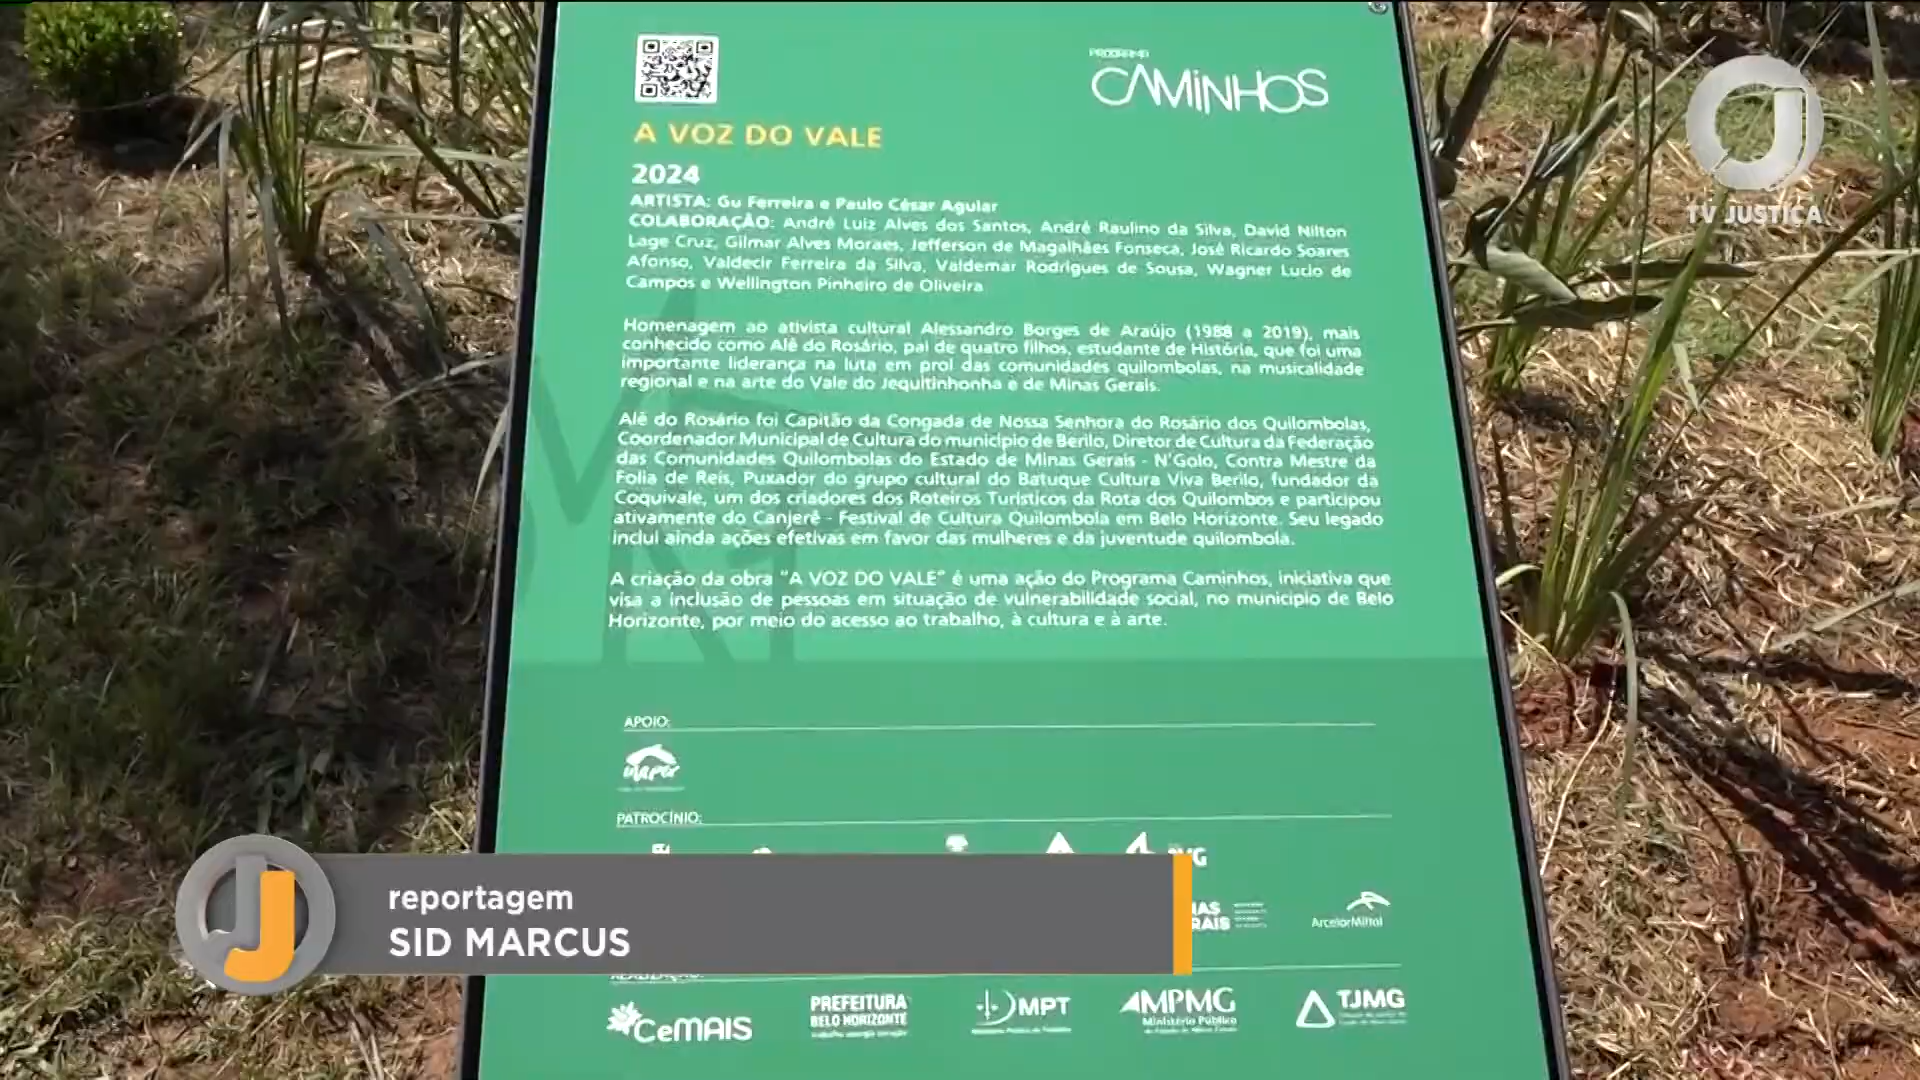 PROGRAMA
CAMINHOS
A VOZ DO VALE
2024
ARTISTA: Gu Ferreira e Paulo César Aguiar
COLABORAÇÃO: André Luiz Alves dos Santos, André Raulino da Silva, David Nilton
Lage Cruz, Gilmar Alves Moraes, Jefferson de Magalhães Fonseca, José Ricardo Soares
Afonso, Valdecir Ferreira da Silva, Valdemar Rodrigues de Sousa, Wagner Lucio de
Campos e Wellington Pinheiro de Oliveira
Homenagem ao ativista cultural Alessandro Borges de Araújo (1988 a 2019), mais
conhecido como Alê do Rosário, pai de quatro filhos, estudante de História, que foi uma
importante liderança na luta em prol das comunidades quilombolas, na musicalidade
regional e na arte do Vale do Jequitinhonha e de Minas Gerais.
Alê do Rosário foi Capitão da Congada de Nossa Senhora do Rosário dos Quilombolas,
Coordenador Municipal de Cultura do município de Berilo, Diretor de Cultura da Federação
das Comunidades Quilombolas do Estado de Minas Gerais - N'Golo, Contra Mestre da
Folia de Reis, Puxador do grupo cultural do Batuque Cultura Viva Berilo, fundador da
Coquivale, um dos criadores dos Roteiros Turísticos da Rota dos Quilombos e participou
ativamente do Canjerê - Festival de Cultura Quilombola em Belo Horizonte. Seu legado
inclui ainda ações efetivas em favor das mulheres e da juventude quilombola.
A criação da obra "A VOZ DO VALE" é uma ação do Programa Caminhos, iniciativa que
visa a inclusão de pessoas em situação de vulnerabilidade social, no município de Belo
Horizonte, por meio do acesso ao trabalho, à cultura e à arte.
APOIO:
PATROCÍNIO:
ArcelorMittal
REALIZAÇÃO:
CeMAIS
PREFEITURA
BELO HORIZONTE
MPT
MPMG
Ministério Público
TJMG
TV JUSTIÇA
reportagem
SID MARCUS